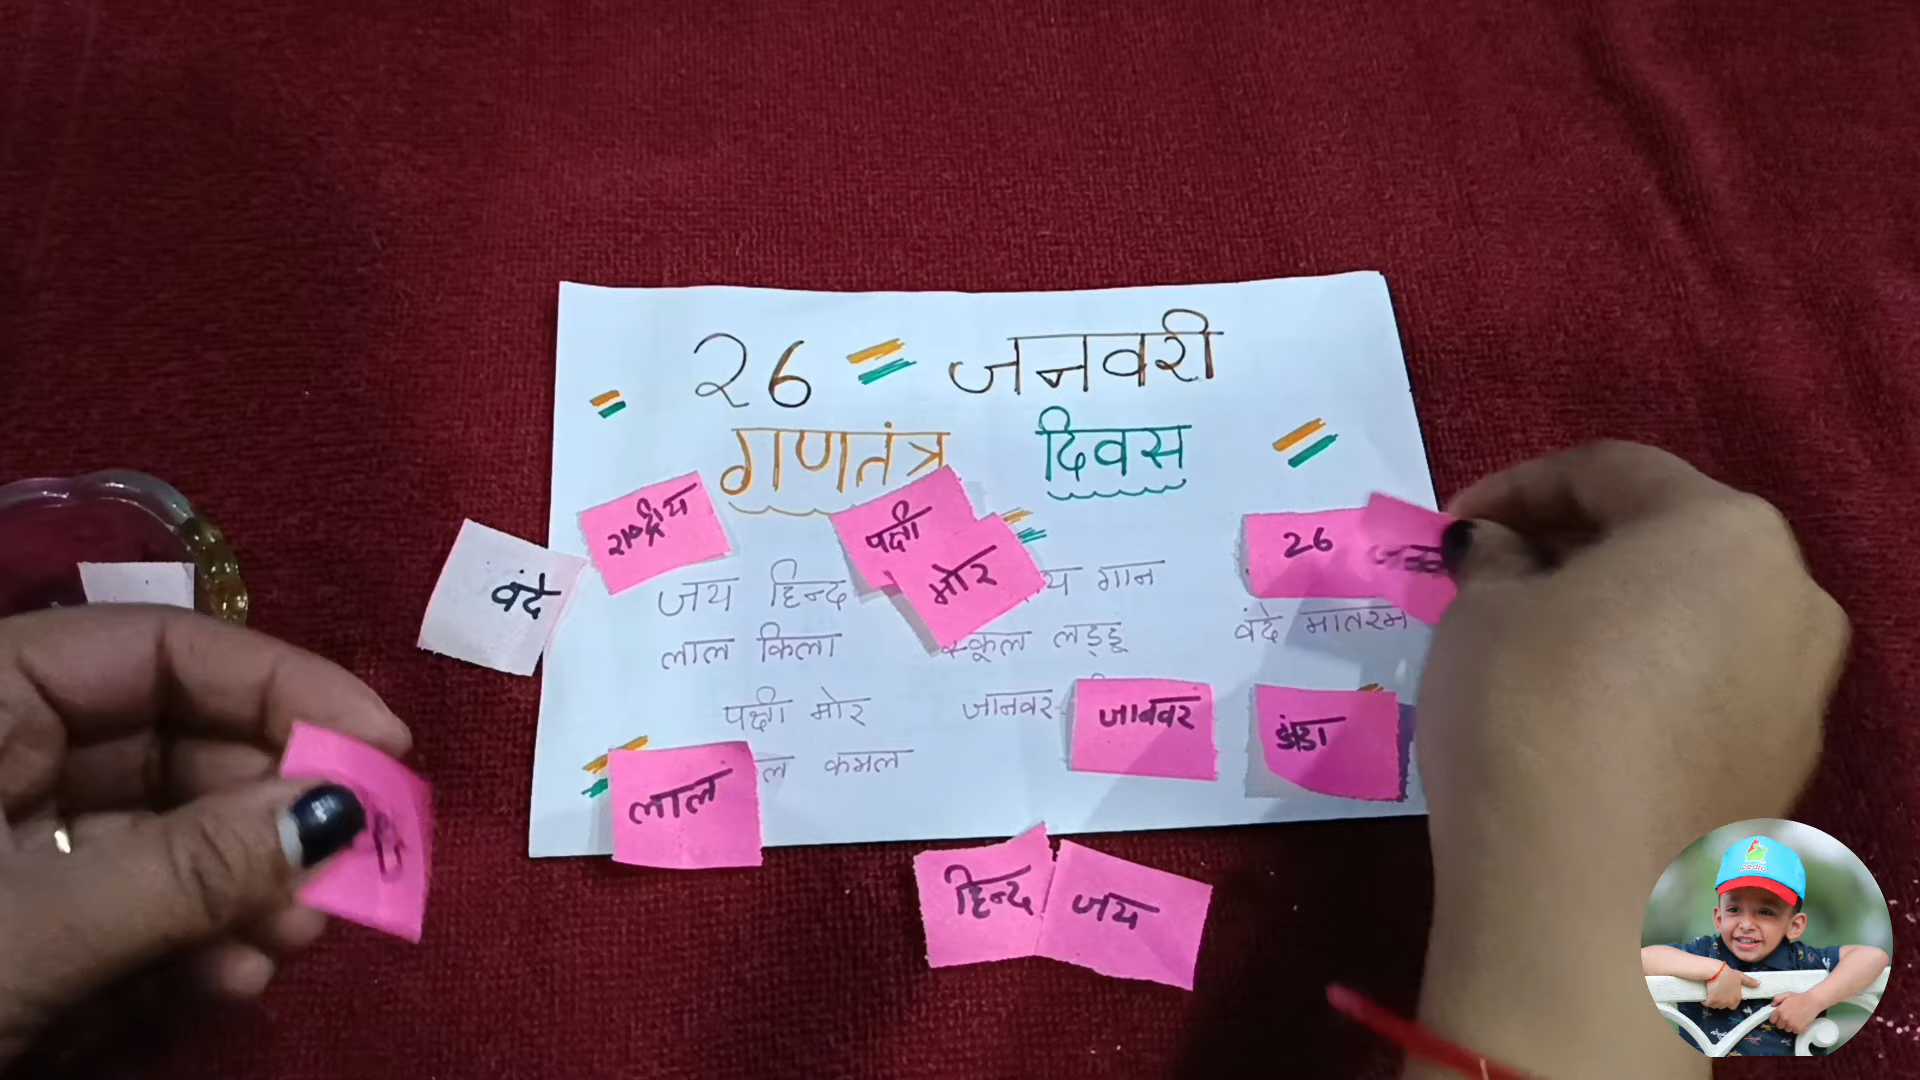 26 जनवरी
गणतंत्र दिवस
राष्ट्रीय
पक्षी
मोर
26
वंदे
जय हिन्द
गान
लाल किला
स्कूल लड्डू
वंदे मातरम
पक्षी मोर
जानवर
जानवर
झंडा
कमल
लाल
हिन्द
जय